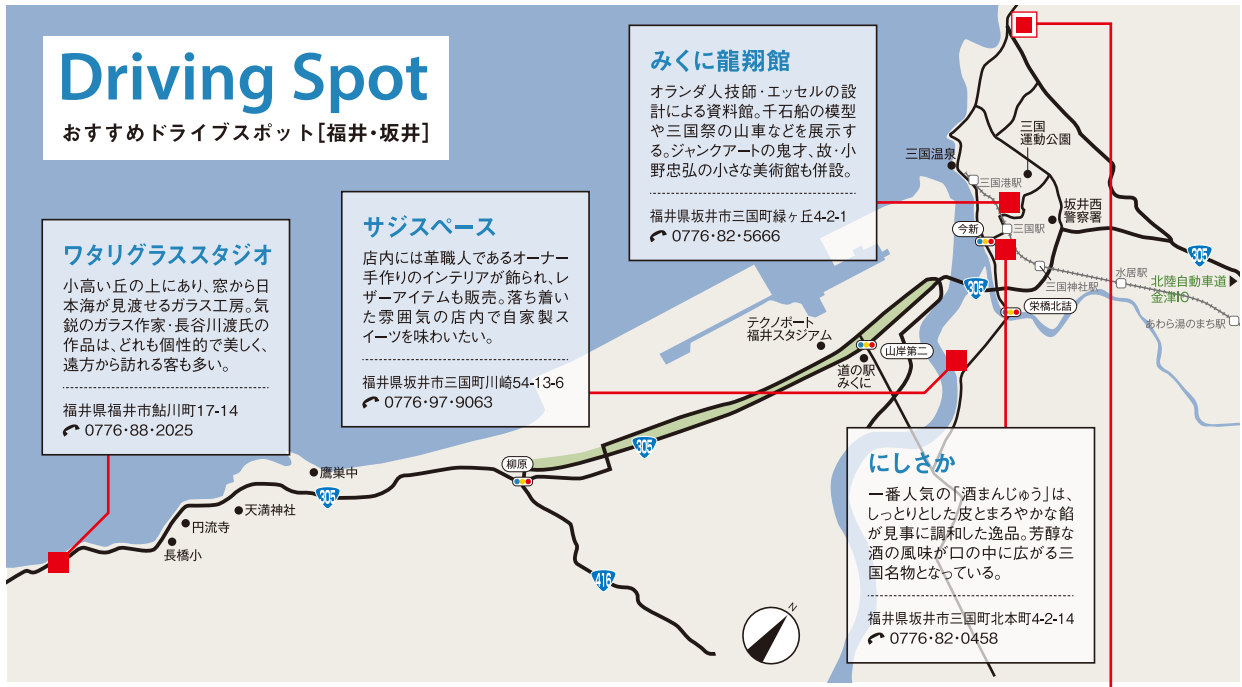 Driving Spot
おすすめドライブスポット[福井・坂井]
ワタリグラススタジオ
小高い丘の上にあり、窓から日
本海が見渡せるガラス工房。気
鋭のガラス作家・長谷川渡氏の
作品は、どれも個性的で美しく、
遠方から訪れる客も多い。
福井県福井市鮎川町17-14
0776・88・2025
サジスペース
店内には革職人であるオーナー
手作りのインテリアが飾られ、レ
ザーアイテムも販売。落ち着い
た雰囲気の店内で自家製ス
イーツを味わいたい。
福井県坂井市三国町川崎54-13-6
0776・97・9063
みくに龍翔館
オランダ人技師・エッセルの設
計による資料館。千石船の模型
や三国祭の山車などを展示す
る。ジャンクアートの鬼才、故・小
野忠弘の小さな美術館も併設。
福井県坂井市三国町緑ヶ丘4-2-1
0776・82・5666
にしさか
一番人気の「酒まんじゅう」は、
しっとりとした皮とまろやかな餡
が見事に調和した逸品。芳醇な
酒の風味が口の中に広がる三
国名物となっている。
福井県坂井市三国町北本町4-2-14
0776・82・0458
三国
運動公園
三国温泉
三国港駅
坂井西
警察署
今新
三国駅
305
三国神社駅
水居駅
北陸自動車道
金津IC
あわら湯のまち駅
305
栄橋北詰
テクノポート
福井スタジアム
山岸第二
道の駅
みくに
305
柳原
鷹巣中
305
天満神社
円流寺
長橋小
416
N